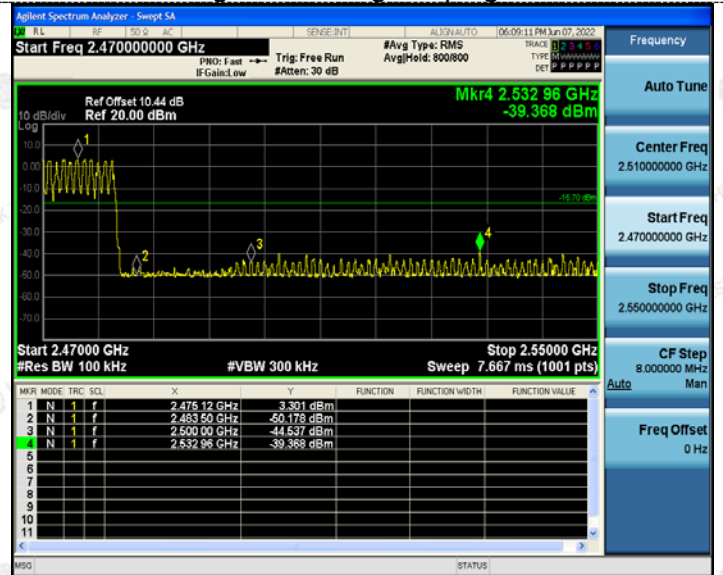 Agilent Spectrum Analyzer - Swept SA
RL RF 50 Ω AC SENSE:INT ALIGN AUTO 06:09:11 PM Jun 07, 2022
Start Freq 2.470000000 GHz
PNO: Fast
IFGain:Low
Trig: Free Run
#Atten: 30 dB
#Avg Type: RMS
Avg|Hold: 800/800
TRACE 1 2 3 4 5 6
TYPE M
DET P P P P P P
Frequency
Mkr4 2.532 96 GHz
-39.368 dBm
Ref Offset 10.44 dB
10 dB/div Ref 20.00 dBm
Log
10.0
0.00
-10.0
-20.0
-30.0
-40.0
-50.0
-60.0
-70.0
1
2
3
4
-16.70 dBm
Start 2.47000 GHz Stop 2.55000 GHz
#Res BW 100 kHz #VBW 300 kHz Sweep 7.667 ms (1001 pts)
MKR MODE TRC SCL X Y FUNCTION FUNCTION WIDTH FUNCTION VALUE
1 N 1 f 2.475 12 GHz 3.301 dBm
2 N 1 f 2.483 50 GHz -50.178 dBm
3 N 1 f 2.500 00 GHz -44.537 dBm
4 N 1 f 2.532 96 GHz -39.368 dBm
5
6
7
8
9
10
11
Auto Tune
Center Freq
2.510000000 GHz
Start Freq
2.470000000 GHz
Stop Freq
2.550000000 GHz
CF Step
8.000000 MHz
Auto Man
Freq Offset
0 Hz
MSG STATUS